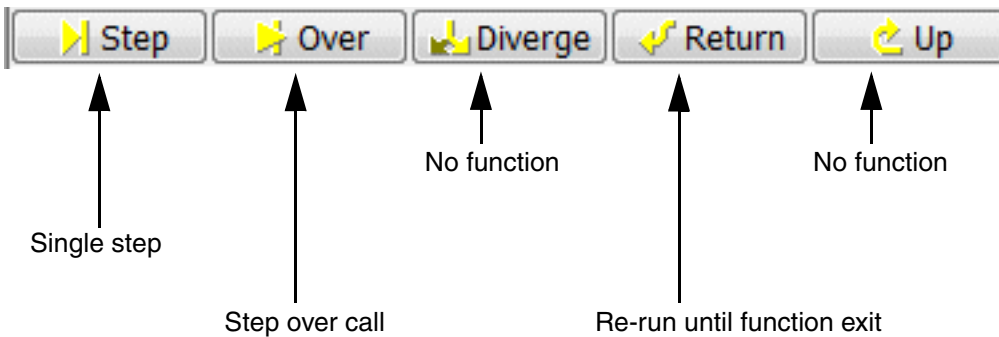 Step Over Diverge Return Up
No function No function
Single step
Step over call Re-run until function exit